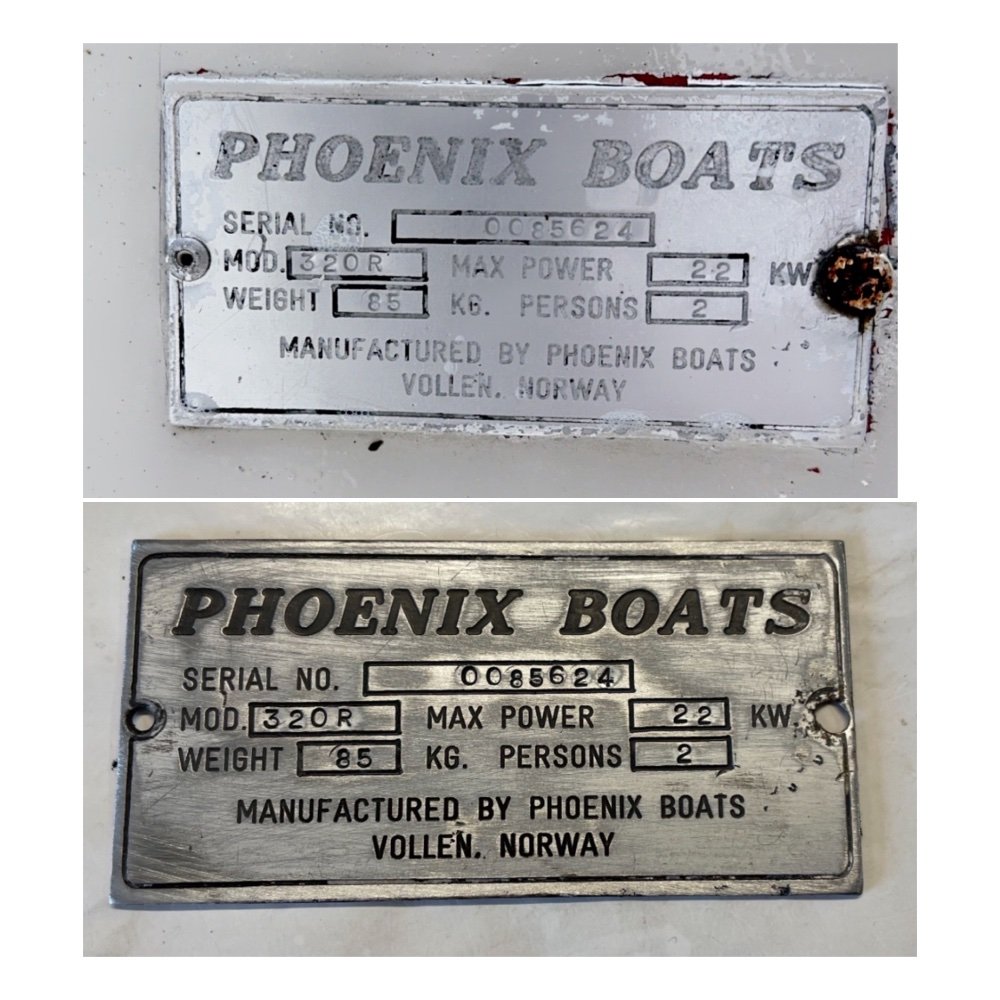 PHOENIX BOATS
SERIAL NO. 0085624
MOD. 320R MAX POWER 22 KW
WEIGHT 85 KG. PERSONS 2
MANUFACTURED BY PHOENIX BOATS
VOLLEN. NORWAY
PHOENIX BOATS
SERIAL NO. 0085624
MOD. 320R MAX POWER 22 KW.
WEIGHT 85 KG. PERSONS 2
MANUFACTURED BY PHOENIX BOATS
VOLLEN. NORWAY